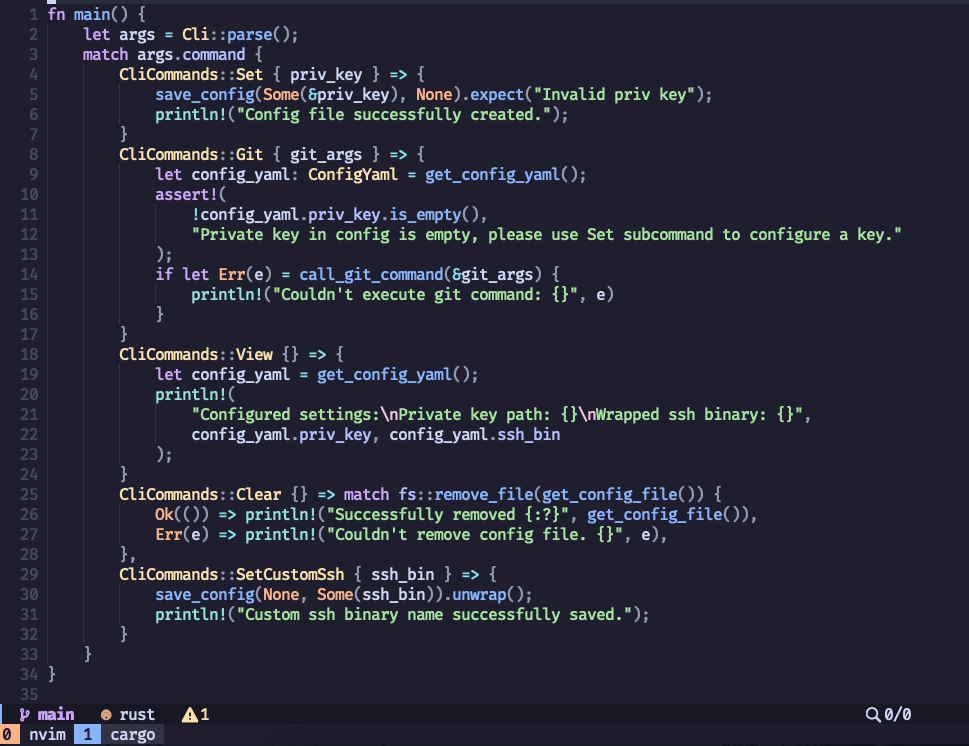 1 fn main() {
2     let args = Cli::parse();
3     match args.command {
4         CliCommands::Set { priv_key } => {
5             save_config(Some(&priv_key), None).expect("Invalid priv key");
6             println!("Config file successfully created.");
7         }
8         CliCommands::Git { git_args } => {
9             let config_yaml: ConfigYaml = get_config_yaml();
10             assert!(
11                 !config_yaml.priv_key.is_empty(),
12                 "Private key in config is empty, please use Set subcommand to configure a key."
13             );
14             if let Err(e) = call_git_command(&git_args) {
15                 println!("Couldn't execute git command: {}", e)
16             }
17         }
18         CliCommands::View {} => {
19             let config_yaml = get_config_yaml();
20             println!(
21                 "Configured settings:\nPrivate key path: {}\nWrapped ssh binary: {}",
22                 config_yaml.priv_key, config_yaml.ssh_bin
23             );
24         }
25         CliCommands::Clear {} => match fs::remove_file(get_config_file()) {
26             Ok(()) => println!("Successfully removed {:?}", get_config_file()),
27             Err(e) => println!("Couldn't remove config file. {}", e),
28         },
29         CliCommands::SetCustomSsh { ssh_bin } => {
30             save_config(None, Some(ssh_bin)).unwrap();
31             println!("Custom ssh binary name successfully saved.");
32         }
33     }
34 }
35
main rust 1 0/0
0 nvim 1 cargo